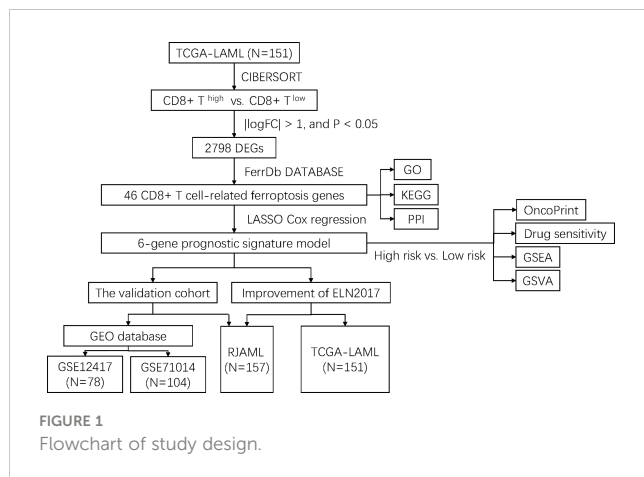 TCGA-LAML (N=151)
CIBERSORT
CD8+ T high vs. CD8+ T low
|logFC| > 1, and P < 0.05
2798 DEGs
FerrDb DATABASE
GO
46 CD8+ T cell-related ferroptosis genes
KEGG
LASSO Cox regression
PPI
OncoPrint
6-gene prognostic signature model
Drug sensitivity
High risk vs. Low risk
GSEA
GSVA
The validation cohort
Improvement of ELN2017
GEO database
RJAML
(N=157)
TCGA-LAML
(N=151)
GSE12417
(N=78)
GSE71014
(N=104)
FIGURE 1
Flowchart of study design.